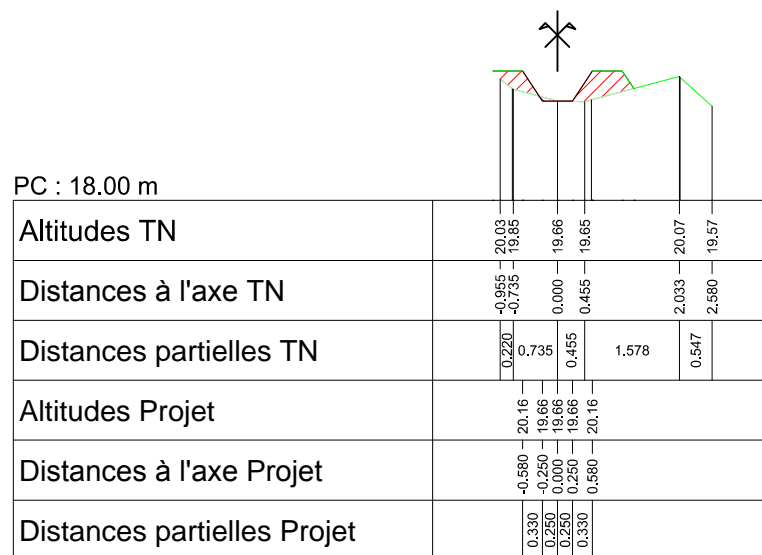 PC : 18.00 m
Altitudes TN
20.03 19.85 19.66 19.65 20.07 19.57
Distances à l'axe TN
-0.955 -0.735 0.000 0.455 2.033 2.580
Distances partielles TN
0.220 0.735 0.455 1.578 0.547
Altitudes Projet
20.16 19.66 19.66 19.66 20.16
Distances à l'axe Projet
-0.580 -0.250 0.000 0.250 0.580
Distances partielles Projet
0.330 0.250 0.250 0.330